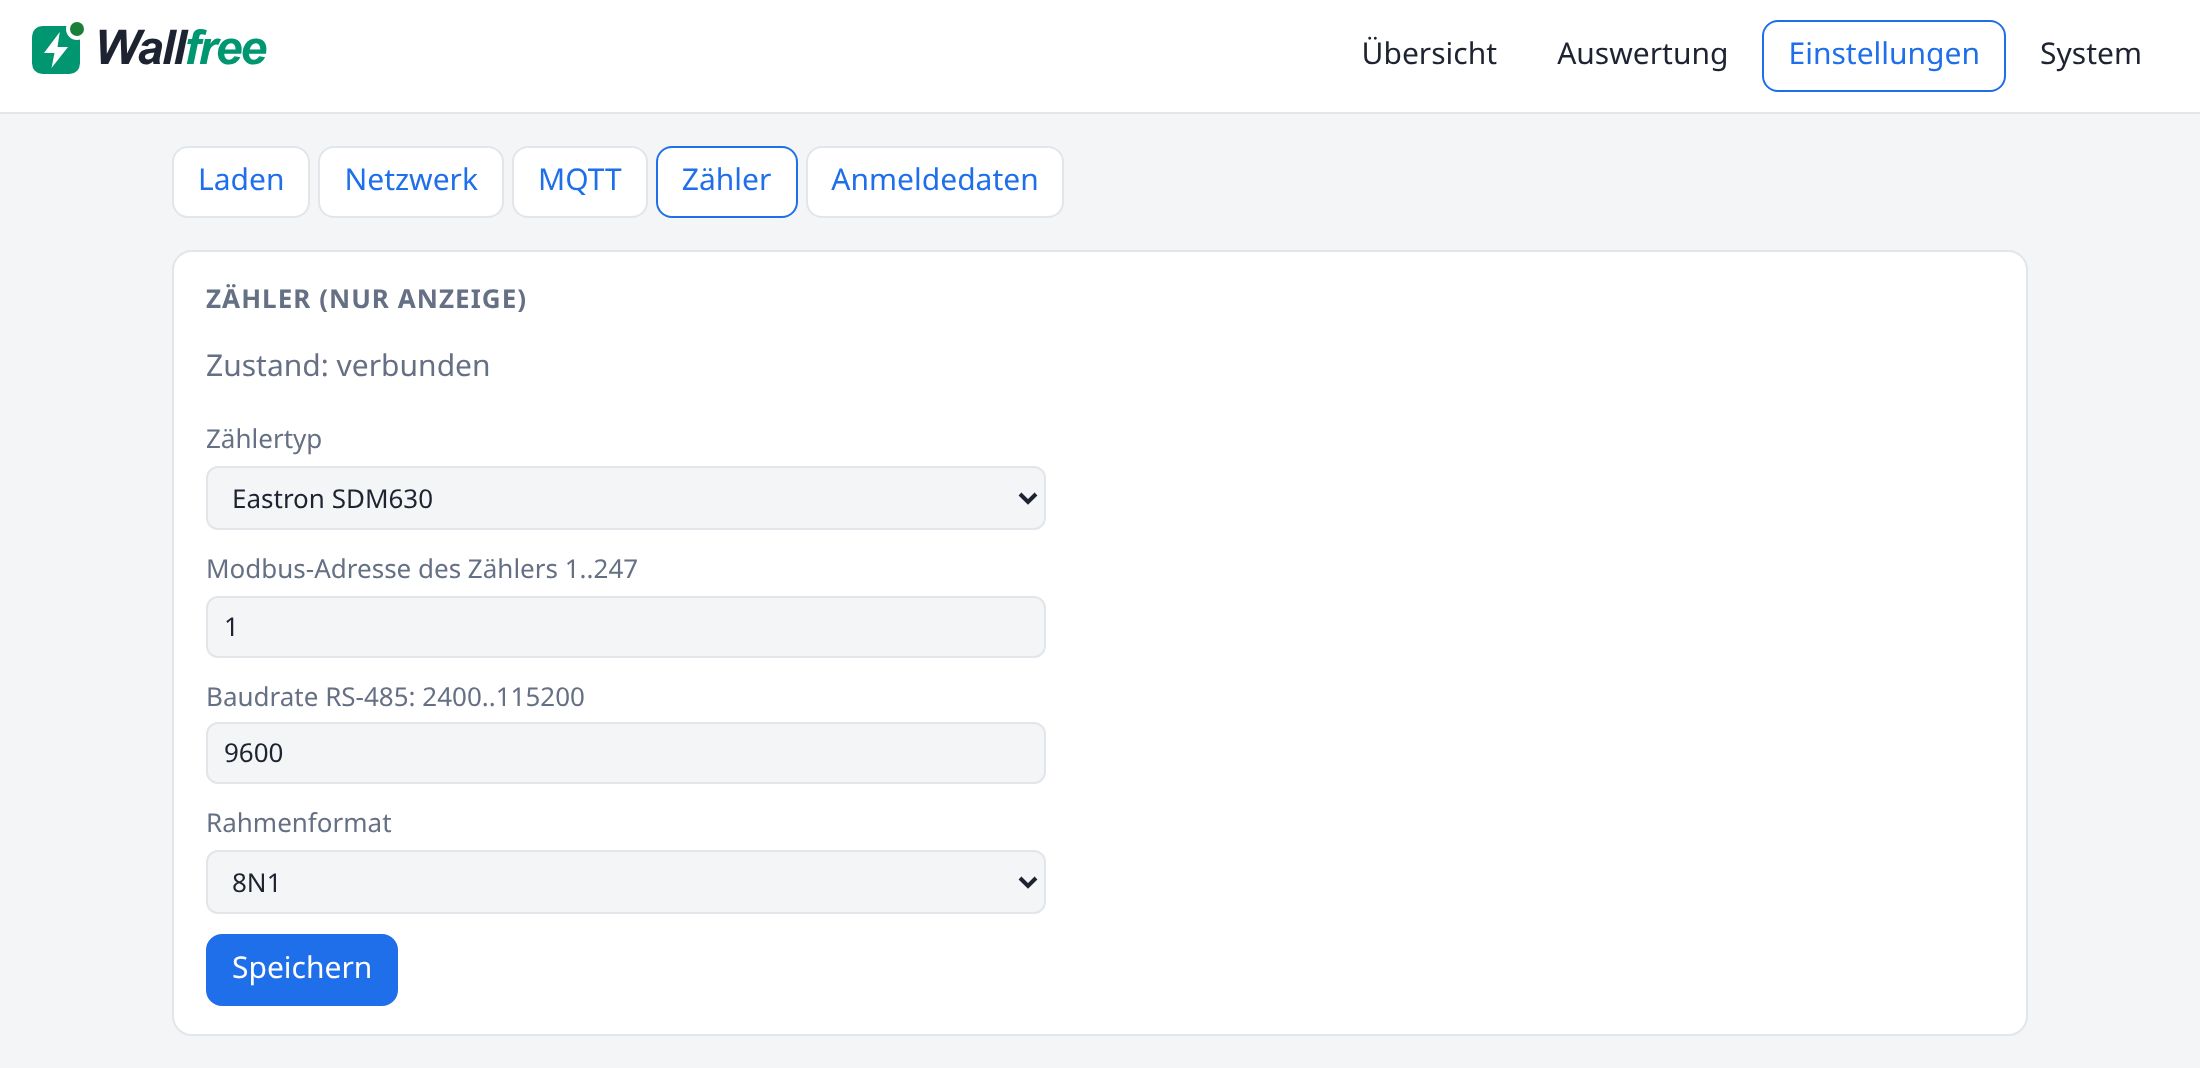 Wallfree
Übersicht
Auswertung
Einstellungen
System
Laden
Netzwerk
MQTT
Zähler
Anmeldedaten
ZÄHLER (NUR ANZEIGE)
Zustand: verbunden
Zählertyp
Eastron SDM630
Modbus-Adresse des Zählers 1..247
1
Baudrate RS-485: 2400..115200
9600
Rahmenformat
8N1
Speichern